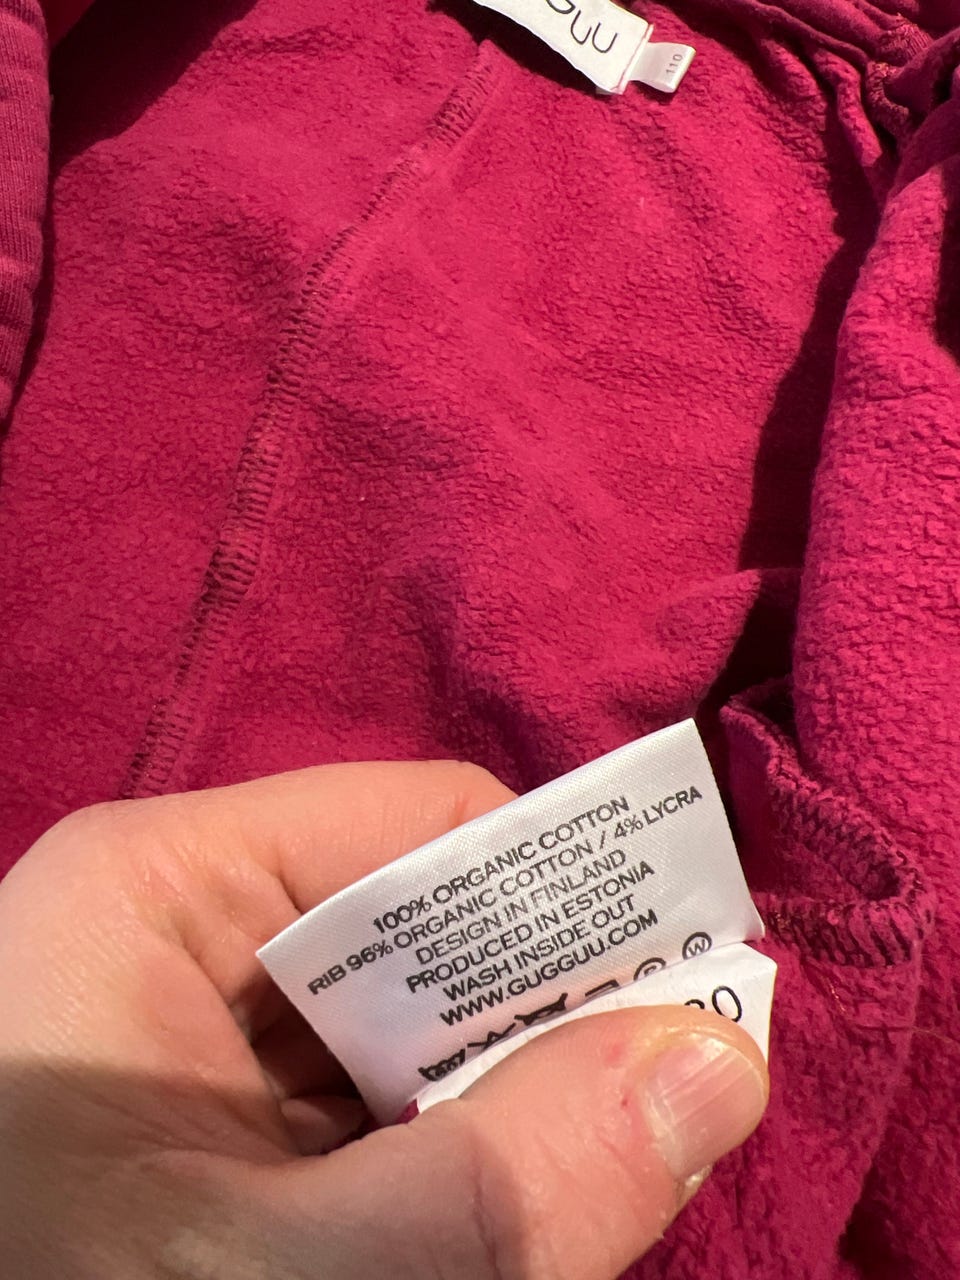 GUU
110
100% ORGANIC COTTON
RIB 96% ORGANIC COTTON / 4% LYCRA
DESIGN IN FINLAND
PRODUCED IN ESTONIA
WASH INSIDE OUT
WWW.GUGGUU.COM
P W